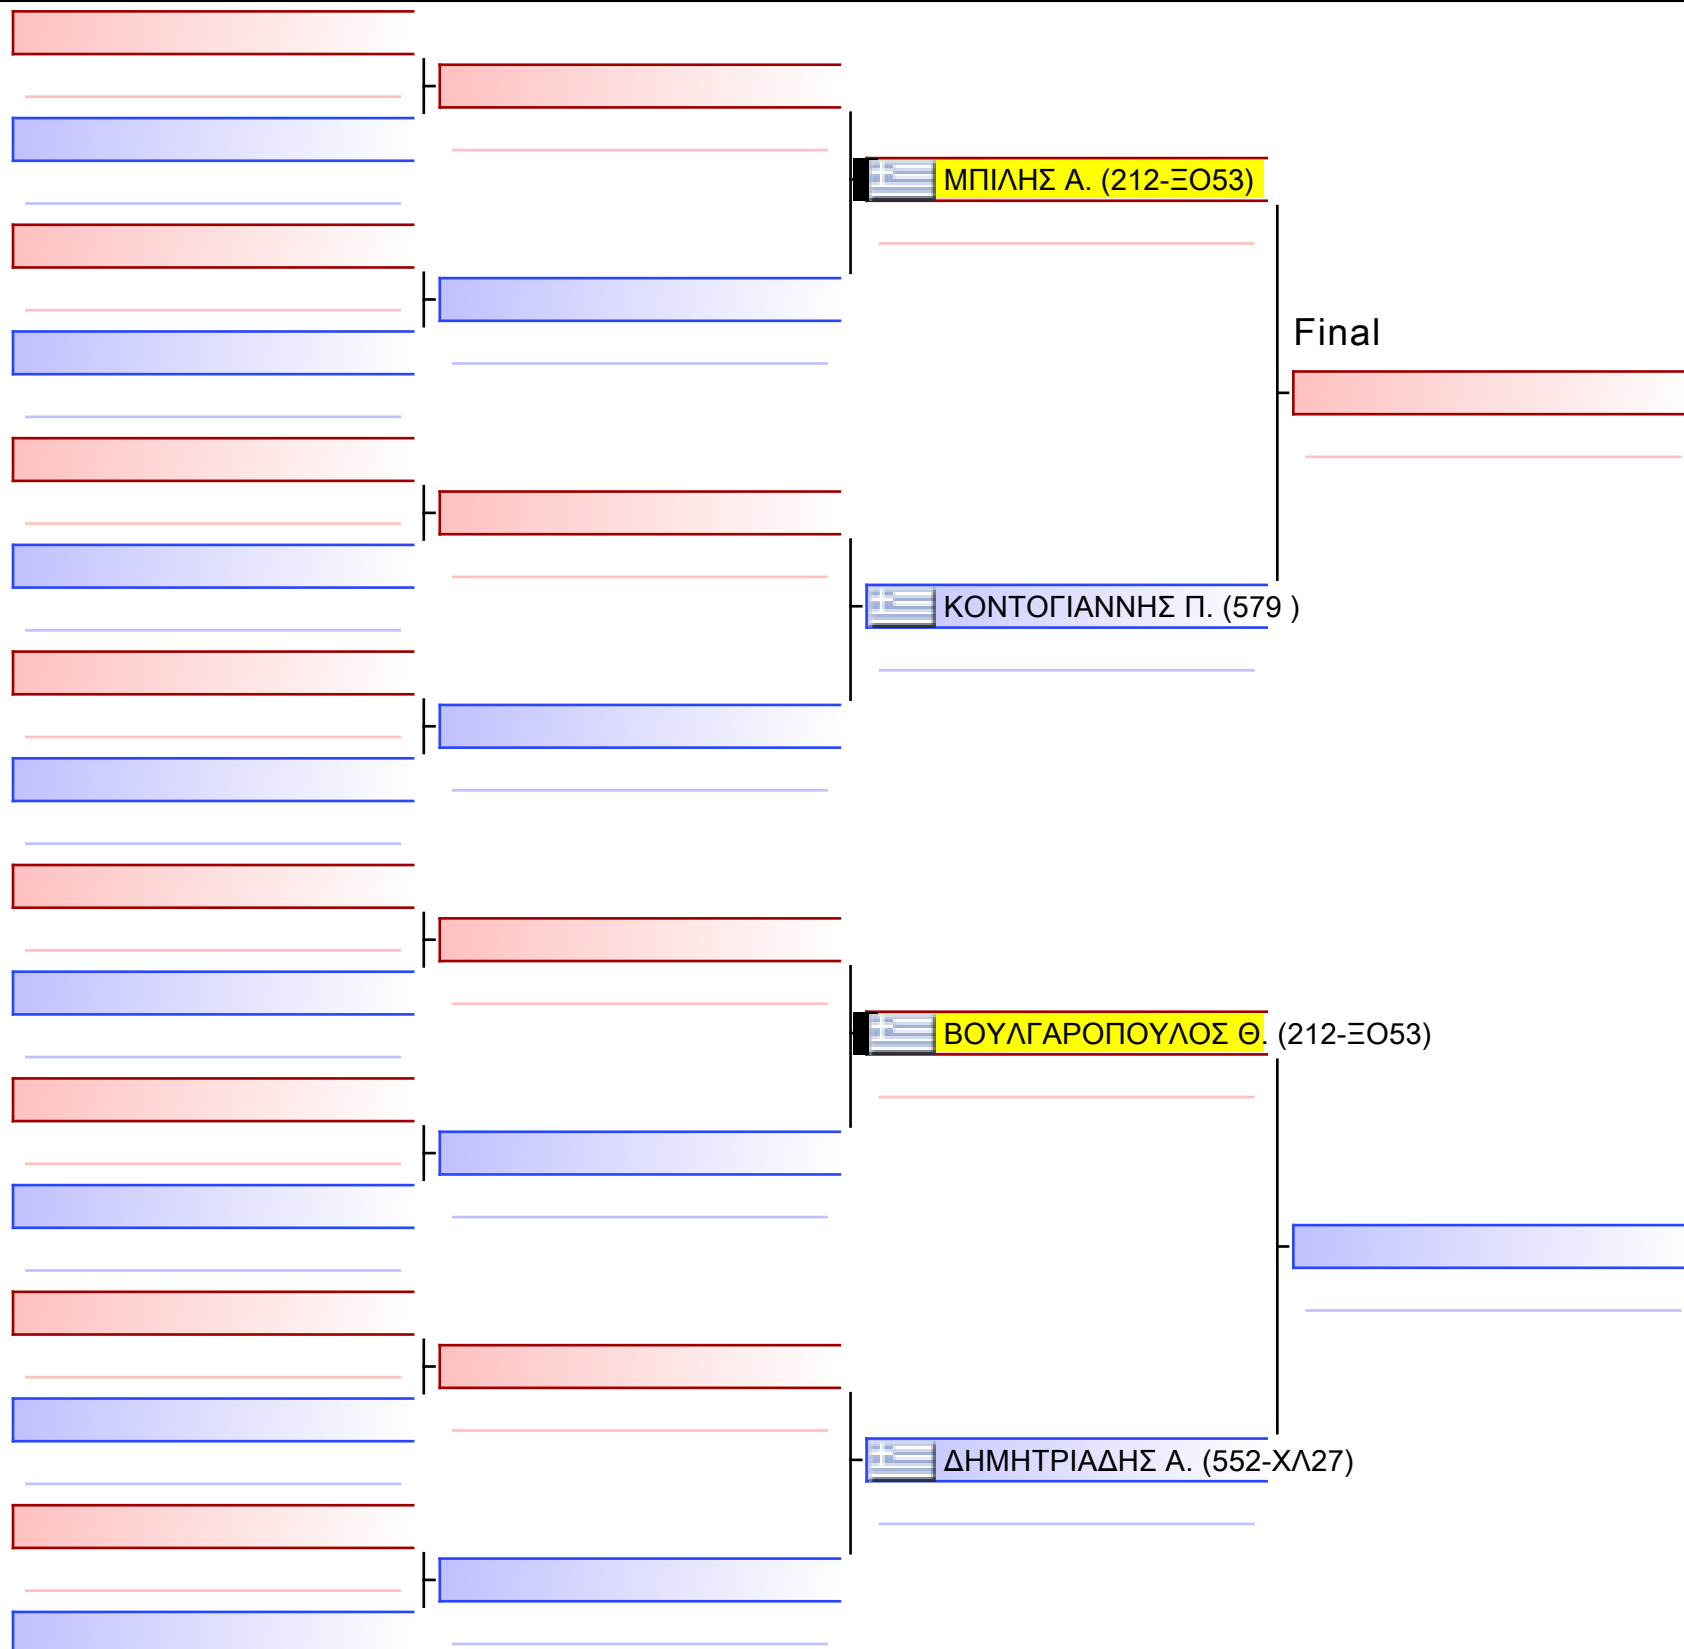 ΜΠΙΛΗΣ Α. (212-ΞΟ53)
Final
ΚΟΝΤΟΓΙΑΝΝΗΣ Π. (579 )
ΒΟΥΛΓΑΡΟΠΟΥΛΟΣ Θ. (212-ΞΟ53)
ΔΗΜΗΤΡΙΑΔΗΣ Α. (552-ΧΛ27)